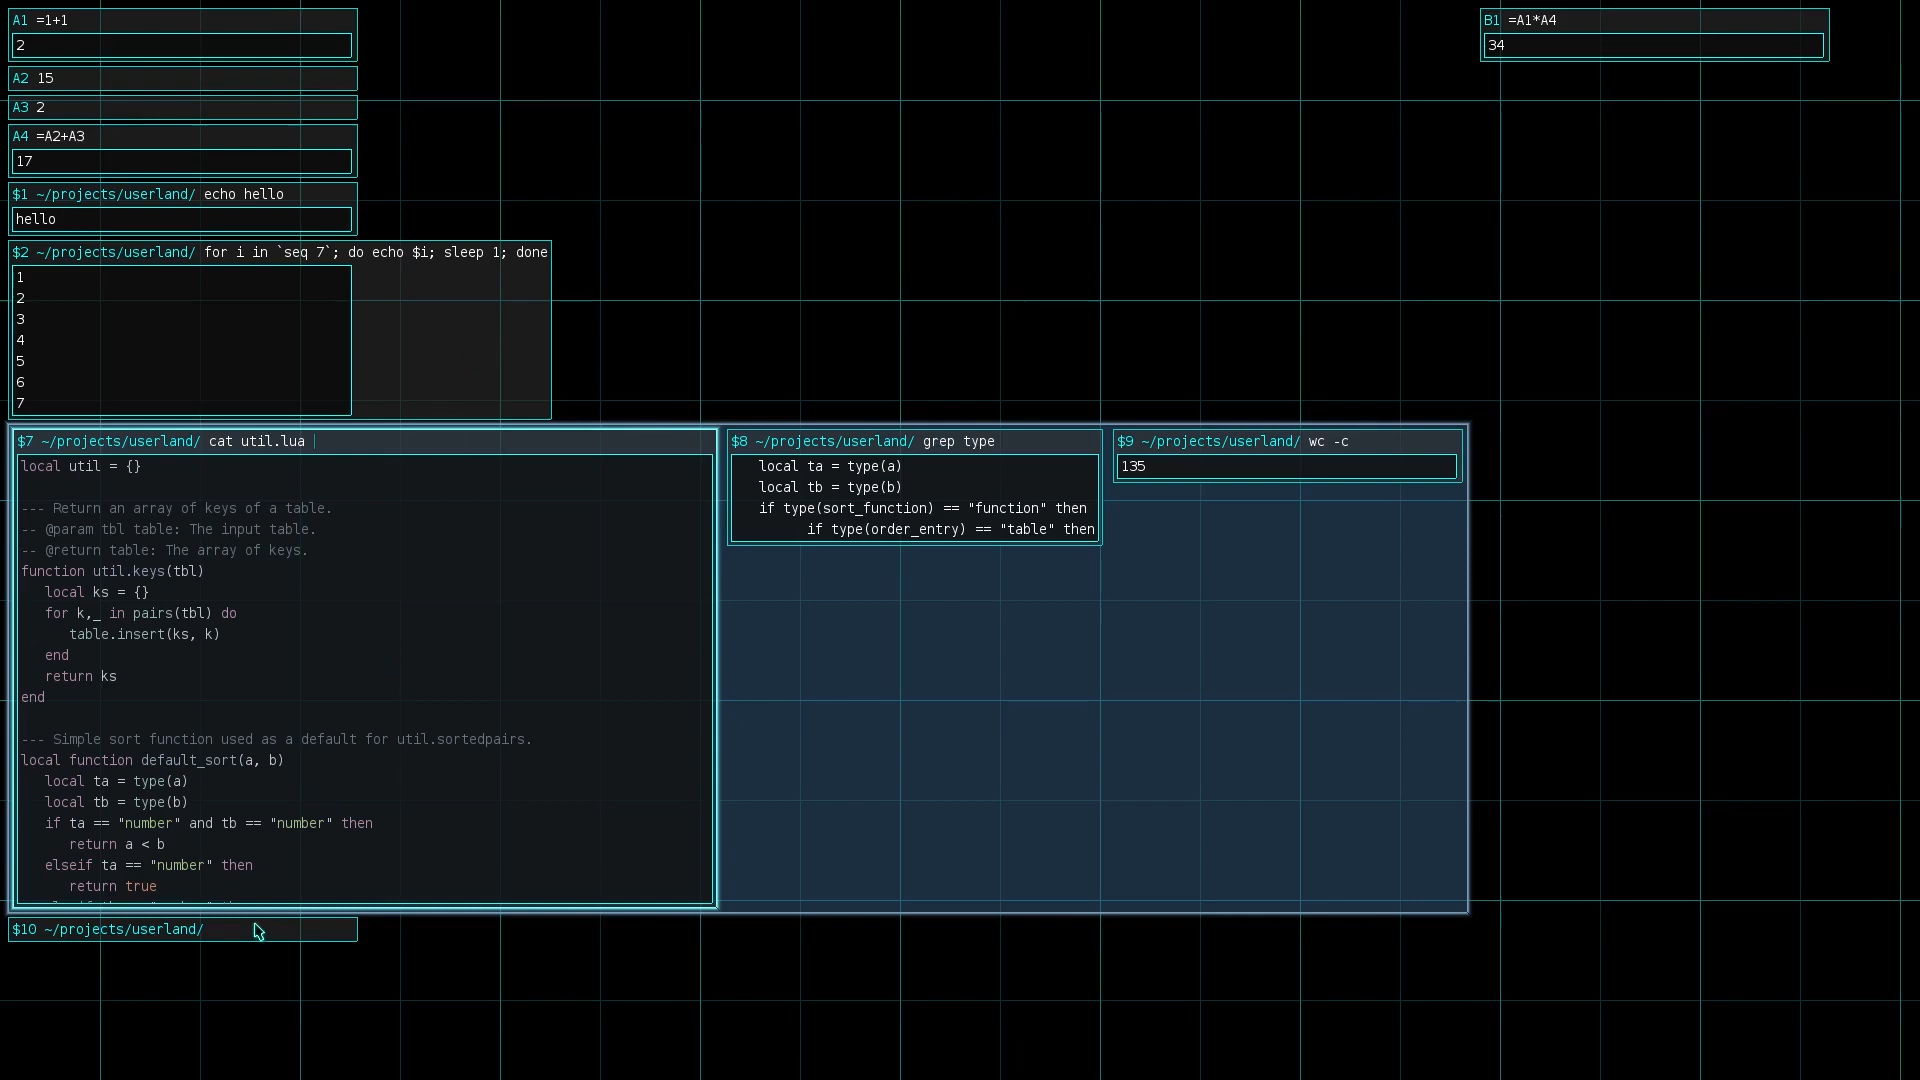 A1 =1+1
2
A2 15
A3 2
A4 =A2+A3
17
$1 ~/projects/userland/ echo hello
hello
$2 ~/projects/userland/ for i in `seq 7`; do echo $i; sleep 1; done
1
2
3
4
5
6
7
$7 ~/projects/userland/ cat util.lua
local util = {}
--- Return an array of keys of a table.
-- @param tbl table: The input table.
-- @return table: The array of keys.
function util.keys(tbl)
   local ks = {}
   for k,_ in pairs(tbl) do
      table.insert(ks, k)
   end
   return ks
end
--- Simple sort function used as a default for util.sortedpairs.
local function default_sort(a, b)
   local ta = type(a)
   local tb = type(b)
   if ta == "number" and tb == "number" then
      return a < b
   elseif ta == "number" then
      return true
$8 ~/projects/userland/ grep type
   local ta = type(a)
   local tb = type(b)
   if type(sort_function) == "function" then
         if type(order_entry) == "table" then
$9 ~/projects/userland/ wc -c
135
$10 ~/projects/userland/
B1 =A1*A4
34